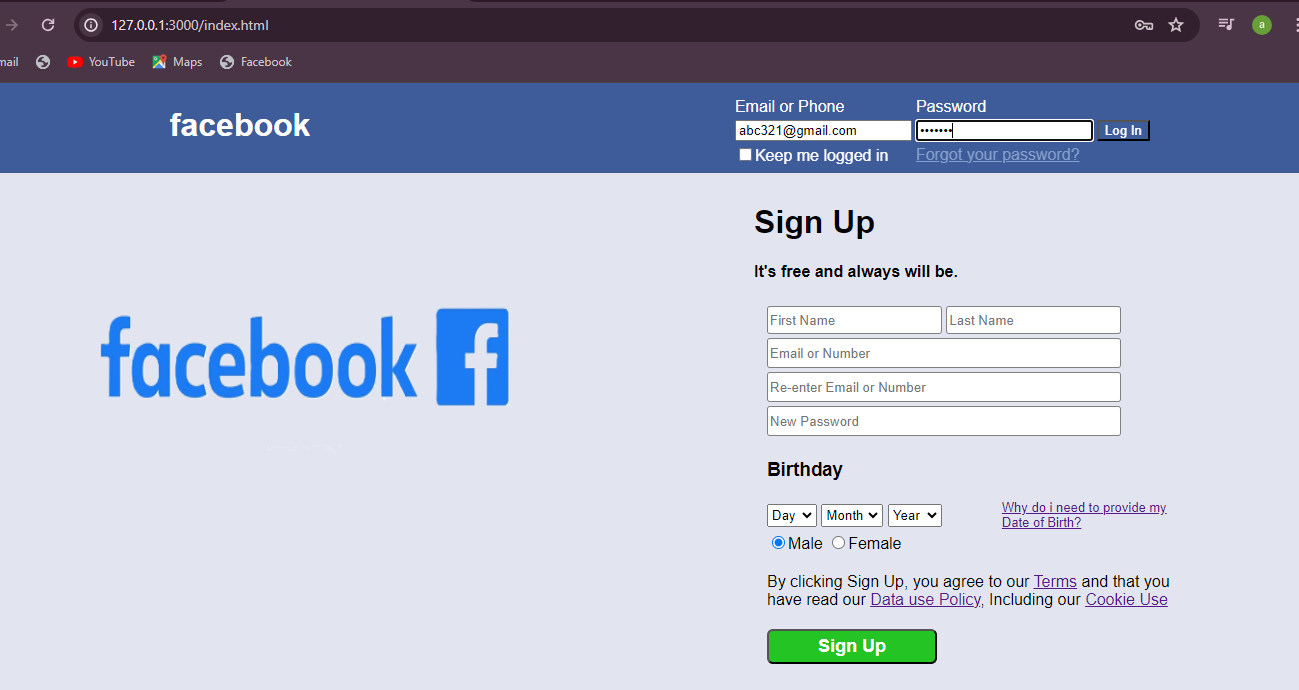 127.0.0.1:3000/index.html
a
mail YouTube Maps Facebook
facebook
Email or Phone Password
abc321@gmail.com ••••••• Log In
Keep me logged in Forgot your password?
Sign Up
It's free and always will be.
facebook f
First Name Last Name
Email or Number
Re-enter Email or Number
New Password
Birthday
Day Month Year
Why do i need to provide my
Date of Birth?
Male Female
By clicking Sign Up, you agree to our Terms and that you
have read our Data use Policy, Including our Cookie Use
Sign Up